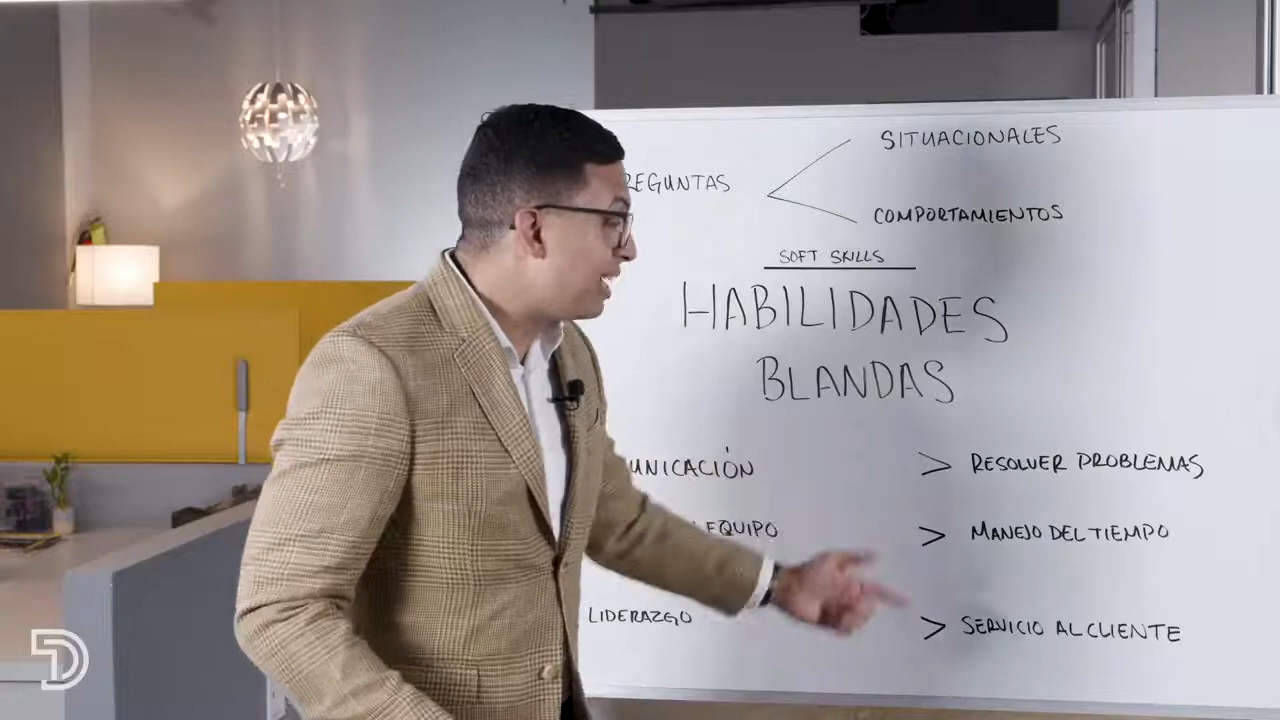 REGUNTAS
SITUACIONALES
COMPORTAMIENTOS
SOFT SKILLS
HABILIDADES
BLANDAS
UNICACIÓN
> RESOLVER PROBLEMAS
EQUIPO
> MANEJO DEL TIEMPO
LIDERAZGO
> SERVICIO AL CLIENTE